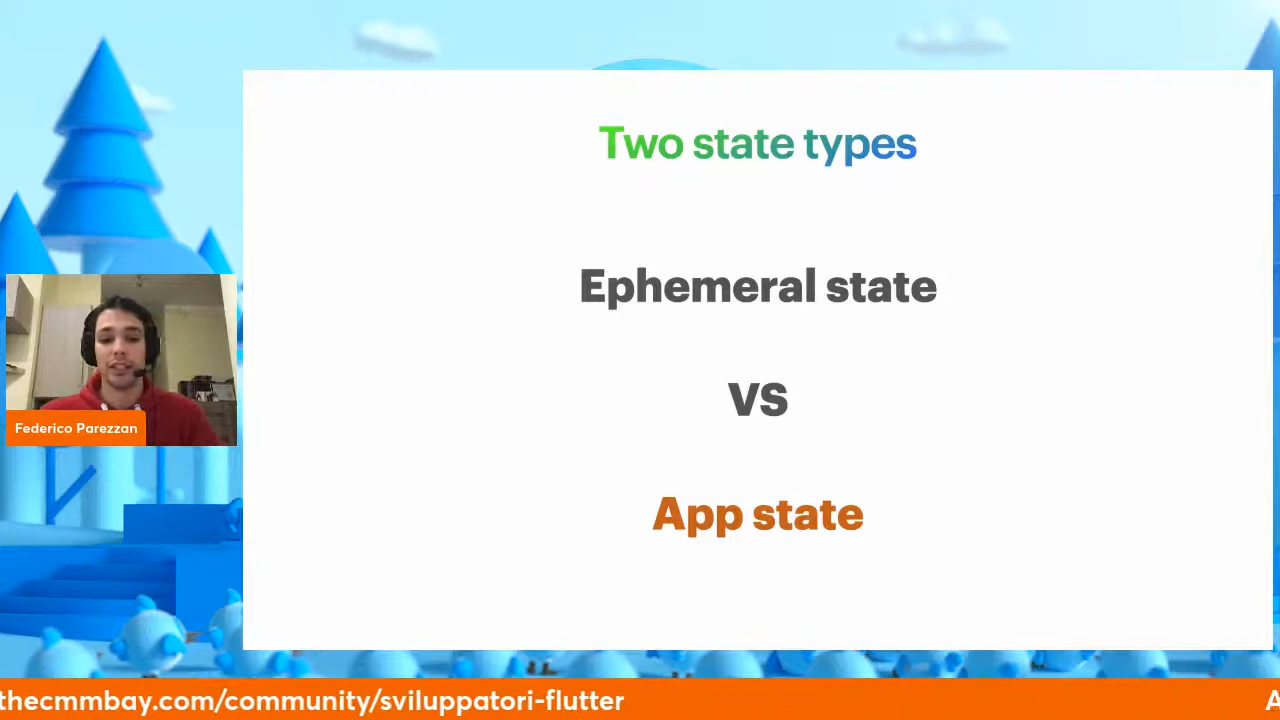 Two state types
Ephemeral state
VS
App state
Federico Parezzan
thecmmbay.com/community/sviluppatori-flutter
A